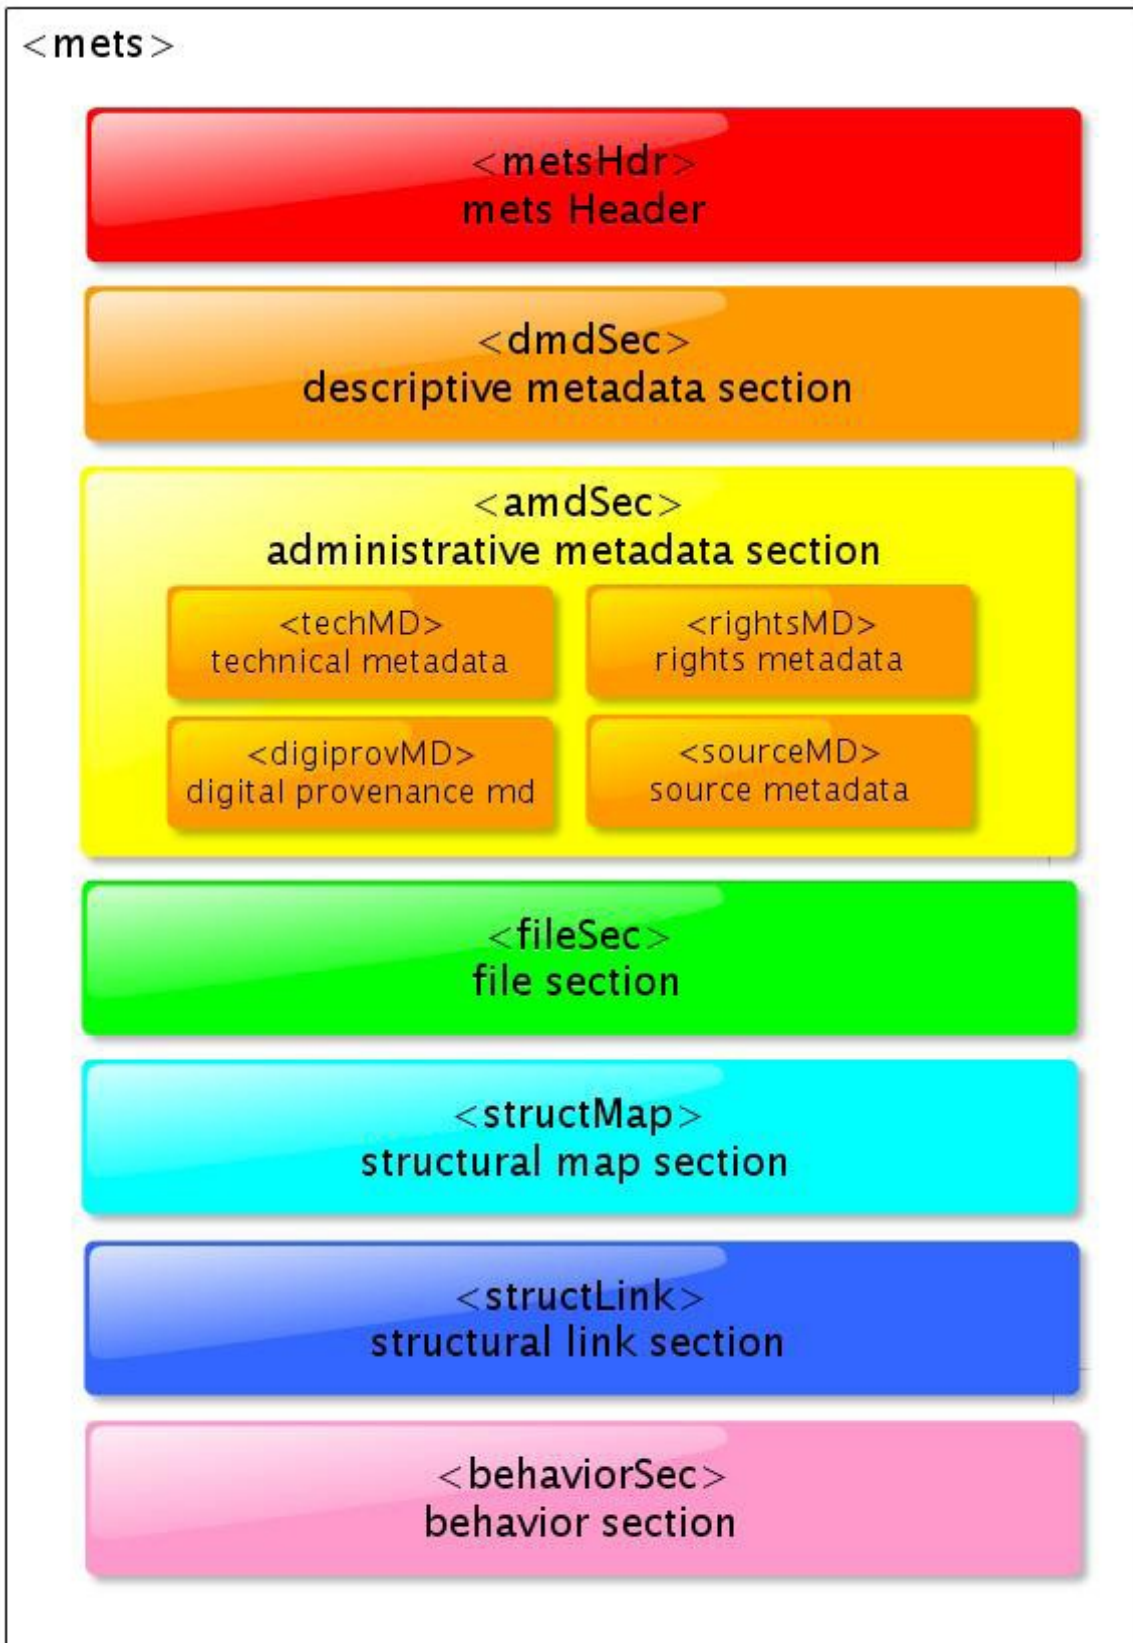 <mets>
<metsHdr>
mets Header
<dmdSec>
descriptive metadata section
<amdSec>
administrative metadata section
<techMD>
technical metadata
<rightsMD>
rights metadata
<digiprovMD>
digital provenance md
<sourceMD>
source metadata
<fileSec>
file section
<structMap>
structural map section
<structLink>
structural link section
<behaviorSec>
behavior section